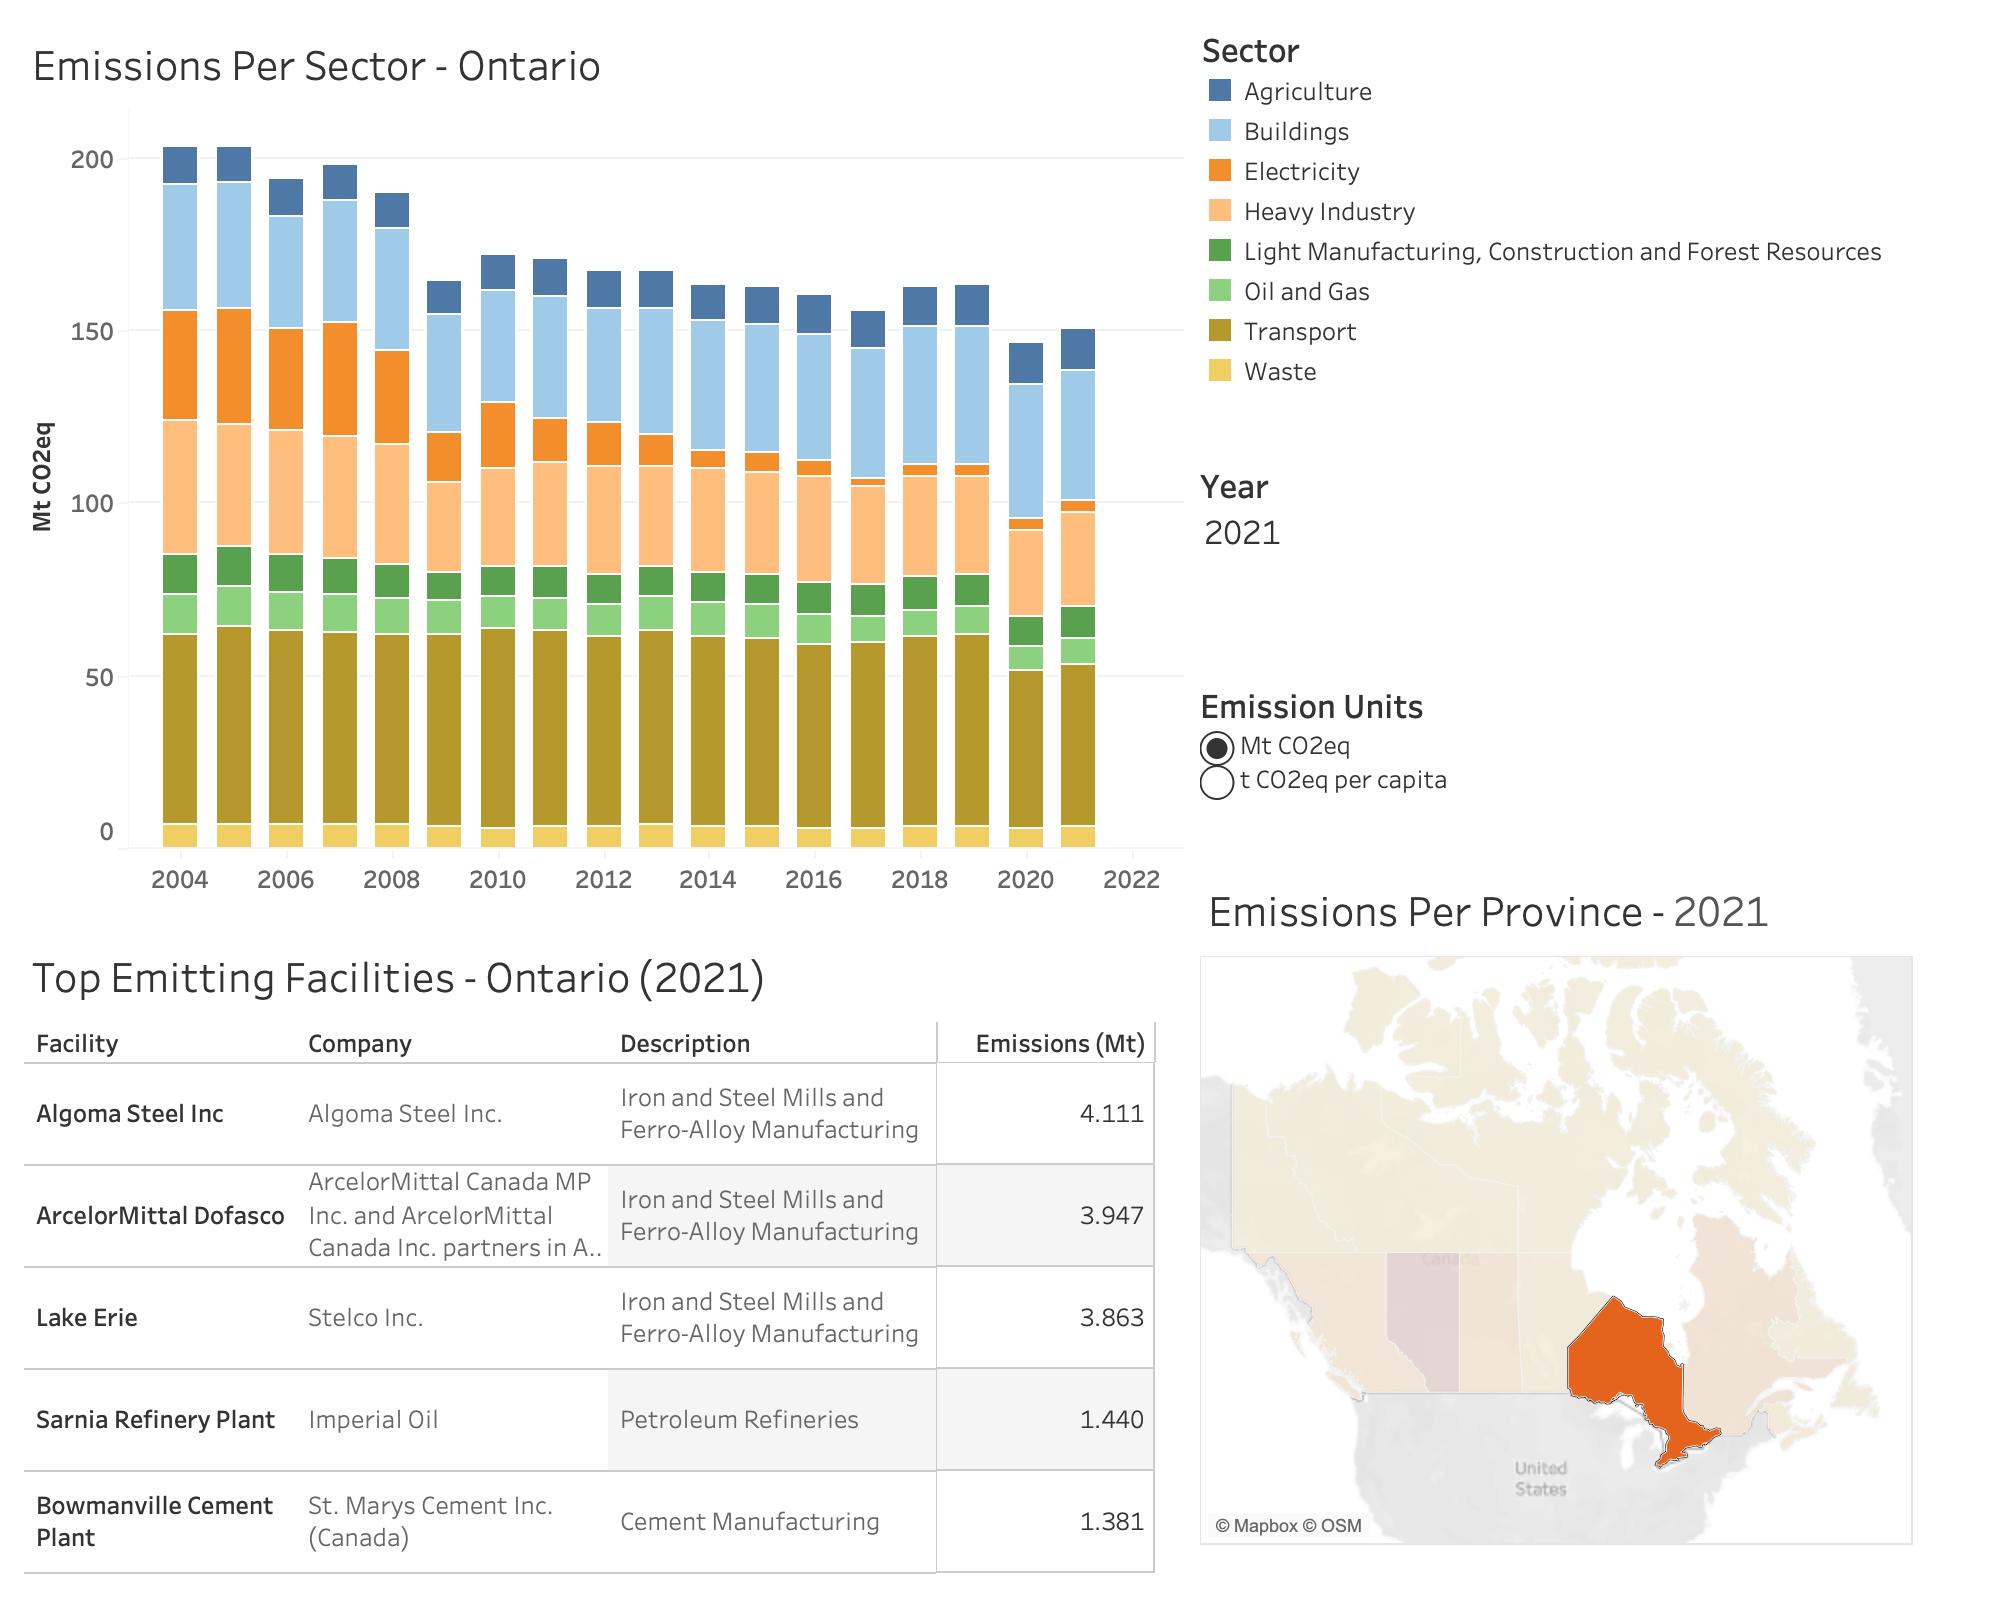 Emissions Per Sector - Ontario
200
150
100
50
0
Mt CO2eq
2004 2006 2008 2010 2012 2014 2016 2018 2020 2022
Sector
Agriculture
Buildings
Electricity
Heavy Industry
Light Manufacturing, Construction and Forest Resources
Oil and Gas
Transport
Waste
Year
2021
Emission Units
Mt CO2eq
t CO2eq per capita
Top Emitting Facilities - Ontario (2021)
Facility Company Description Emissions (Mt)
Algoma Steel Inc Algoma Steel Inc. Iron and Steel Mills and
Ferro-Alloy Manufacturing 4.111
ArcelorMittal Dofasco ArcelorMittal Canada MP
Inc. and ArcelorMittal
Canada Inc. partners in A.. Iron and Steel Mills and
Ferro-Alloy Manufacturing 3.947
Lake Erie Stelco Inc. Iron and Steel Mills and
Ferro-Alloy Manufacturing 3.863
Sarnia Refinery Plant Imperial Oil Petroleum Refineries 1.440
Bowmanville Cement
Plant St. Marys Cement Inc.
(Canada) Cement Manufacturing 1.381
Emissions Per Province - 2021
Canada
United
States
© Mapbox © OSM